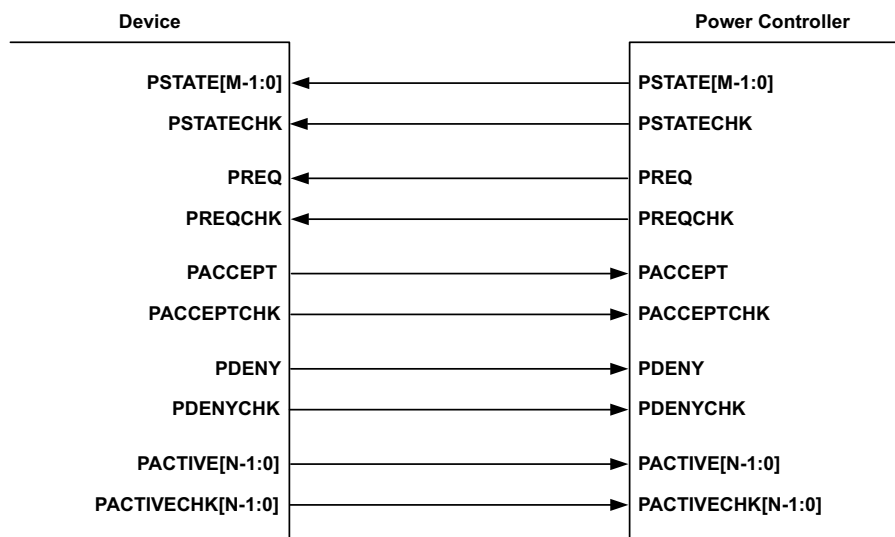 Device Power Controller
PSTATE[M-1:0] PSTATE[M-1:0]
PSTATECHK PSTATECHK
PREQ PREQ
PREQCHK PREQCHK
PACCEPT PACCEPT
PACCEPTCHK PACCEPTCHK
PDENY PDENY
PDENYCHK PDENYCHK
PACTIVE[N-1:0] PACTIVE[N-1:0]
PACTIVECHK[N-1:0] PACTIVECHK[N-1:0]